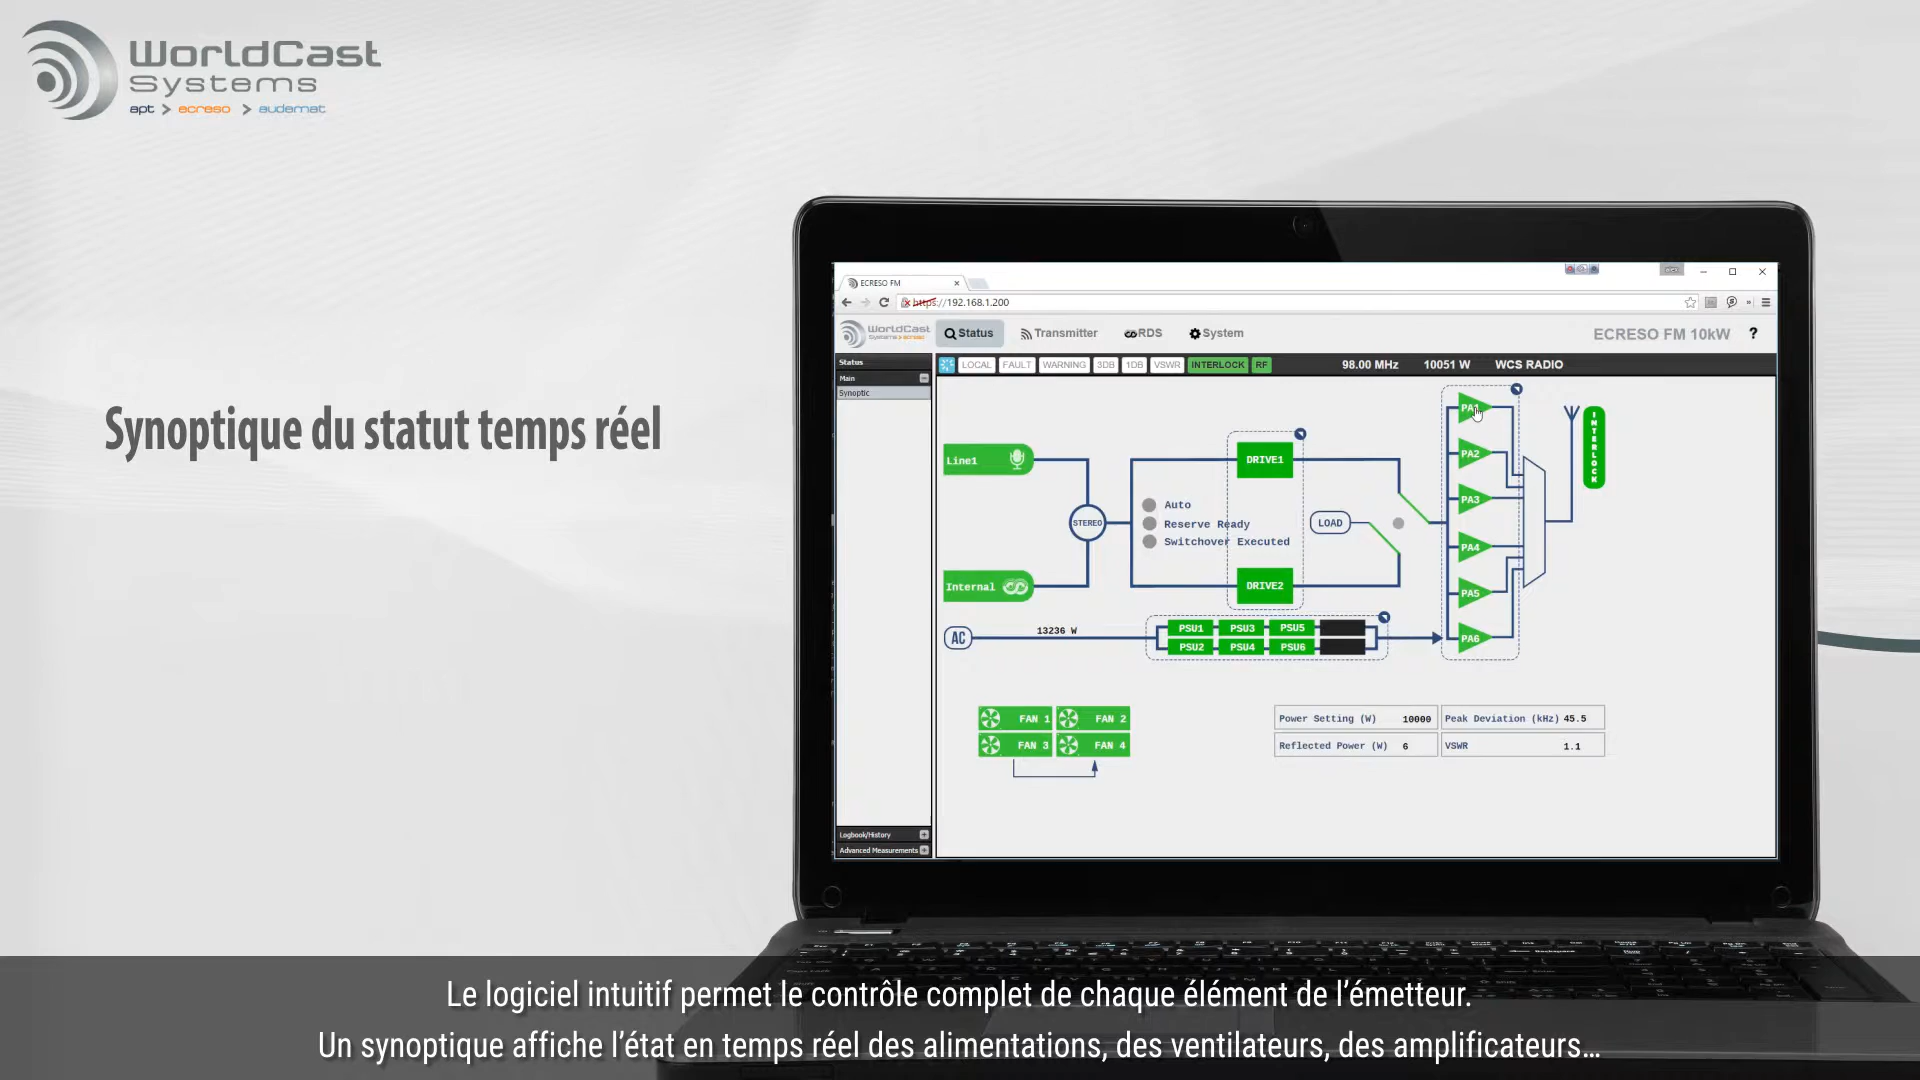 WorldCast
Systems
apt > ecreso > audemat
Synoptique du statut temps réel
ECRESO FM
https://192.168.1.200
WorldCast
Systems > ecreso
Status
Transmitter
RDS
System
ECRESO FM 10kW ?
Status
Main
Synoptic
LOCAL
FAULT
WARNING
3DB
1DB
VSWR
INTERLOCK
RF
98.00 MHz
10051 W
WCS RADIO
Line1
Internal
STEREO
Auto
Reserve Ready
Switchover Executed
DRIVE1
DRIVE2
LOAD
PA1
PA2
PA3
PA4
PA5
PA6
INTERLOCK
AC
13236 W
PSU1 PSU3 PSU5
PSU2 PSU4 PSU6
FAN 1 FAN 2
FAN 3 FAN 4
Power Setting (W) 10000 Peak Deviation (kHz) 45.5
Reflected Power (W) 6 VSWR 1.1
Logbook/History
Advanced Measurements
Le logiciel intuitif permet le contrôle complet de chaque élément de l'émetteur.
Un synoptique affiche l'état en temps réel des alimentations, des ventilateurs, des amplificateurs...